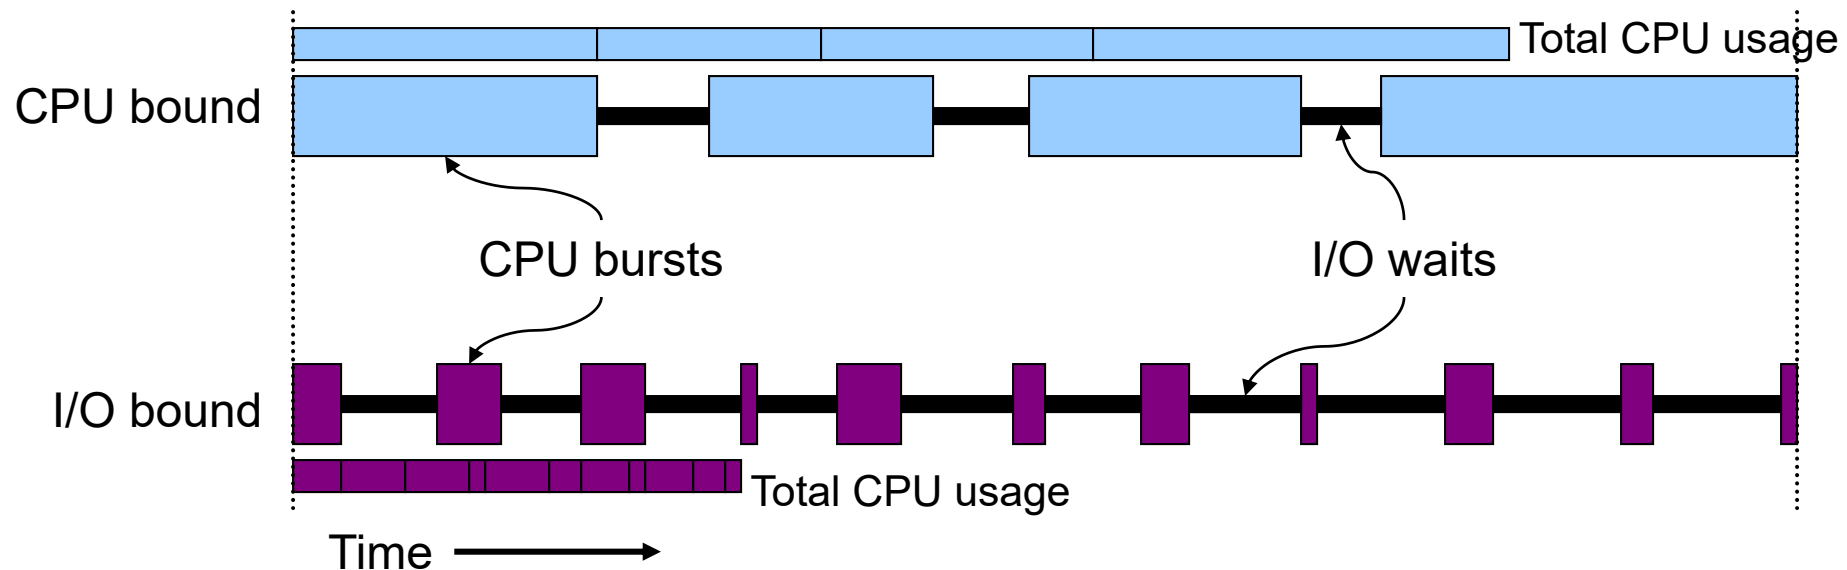 Total CPU usage
CPU bound
CPU bursts
I/O waits
I/O bound
Total CPU usage
Time